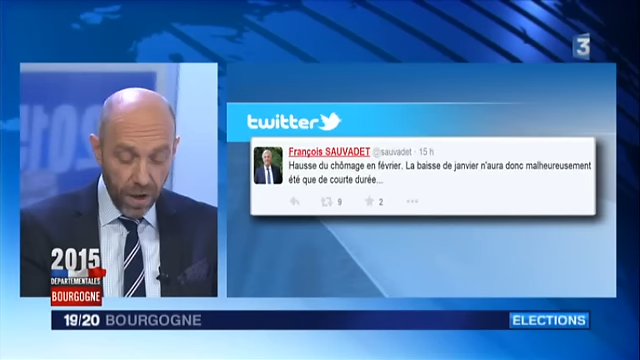 3
twitter
François SAUVADET @sauvadet · 15 h
Hausse du chômage en février. La baisse de janvier n'aura donc malheureusement
été que de courte durée...
9
2
2015
DÉPARTEMENTALES
BOURGOGNE
19/20 BOURGOGNE
ELECTIONS